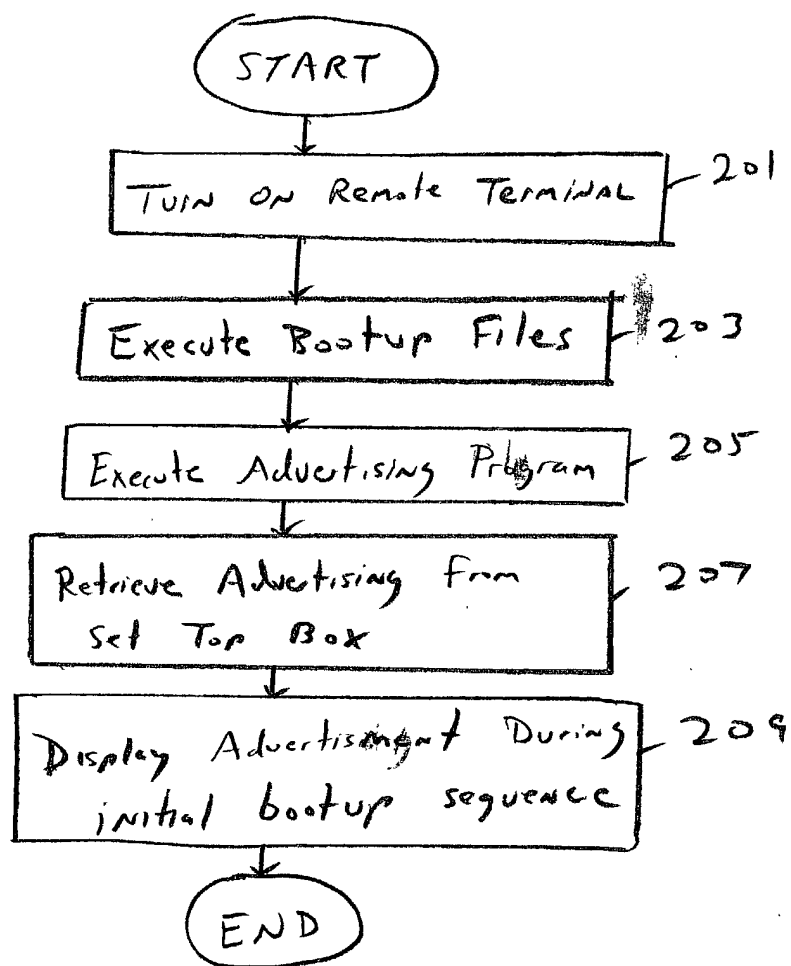 START
Turn on Remote Terminal 201
Execute Bootup Files 203
Execute Advertising Program 205
Retrieve Advertising From 207
Set Top Box
Display Advertisment During 209
initial bootup sequence
END